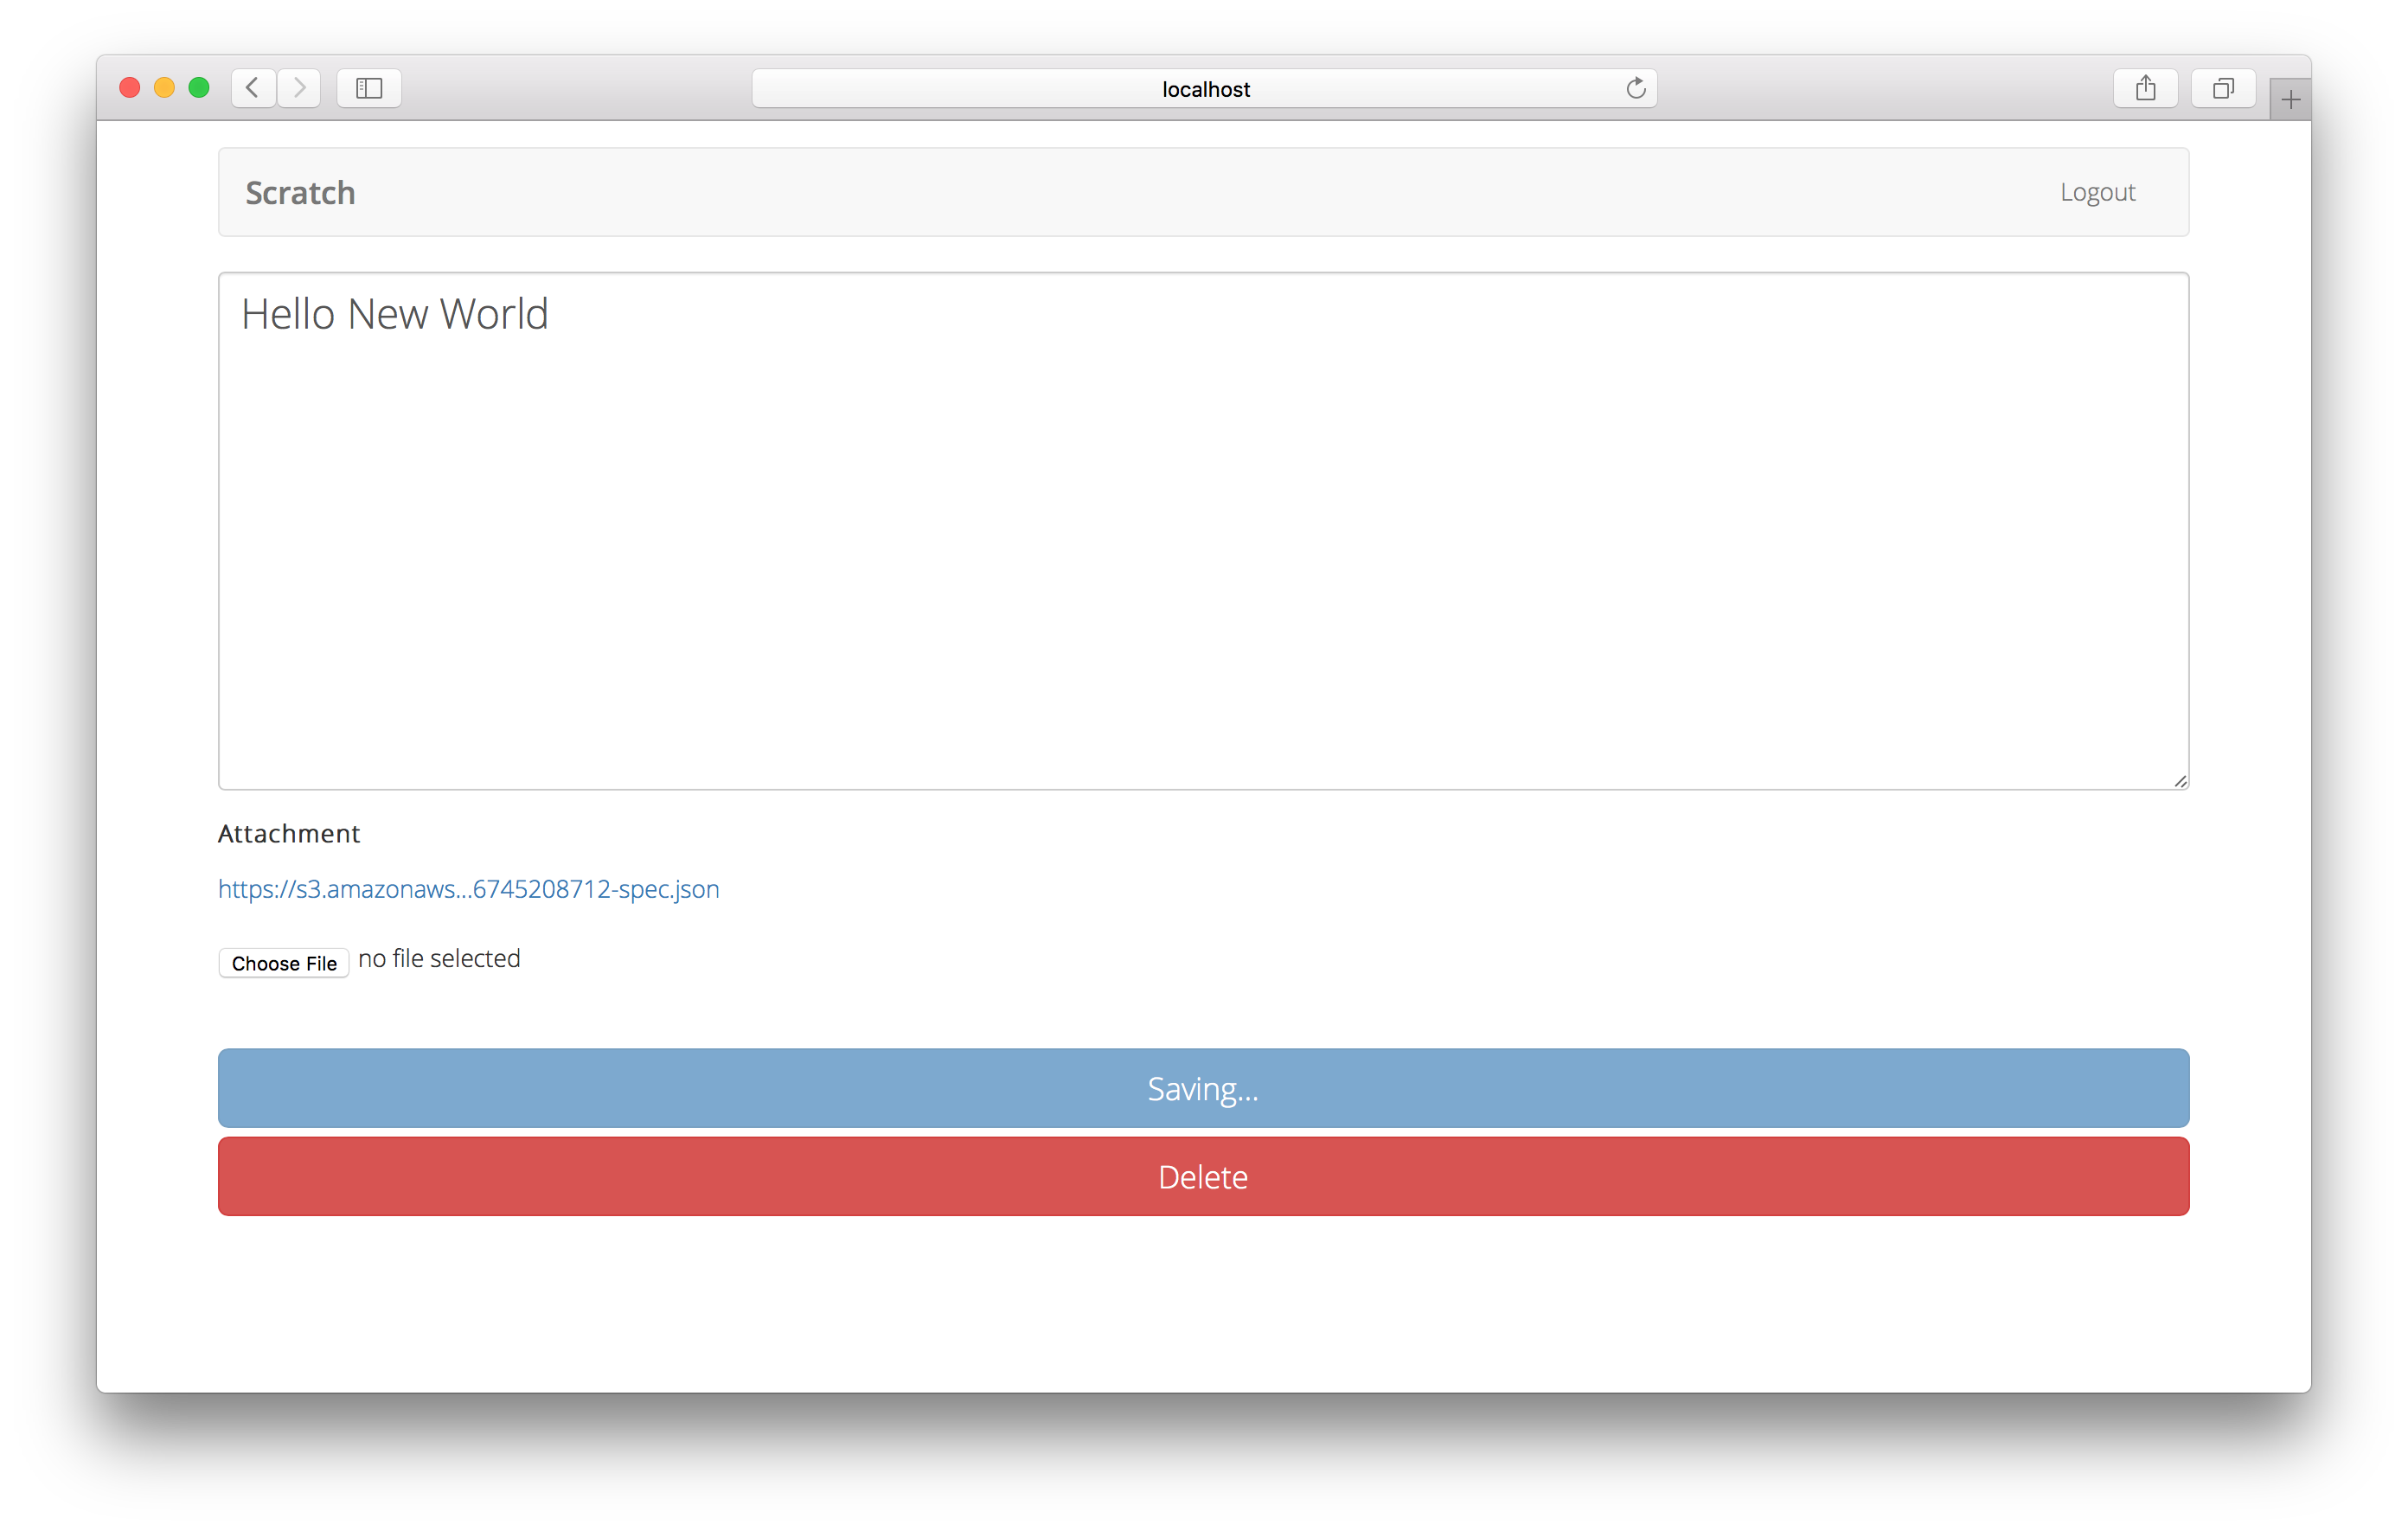 localhost
Scratch
Logout
Hello New World
Attachment
https://s3.amazonaws...6745208712-spec.json
Choose File no file selected
Saving...
Delete